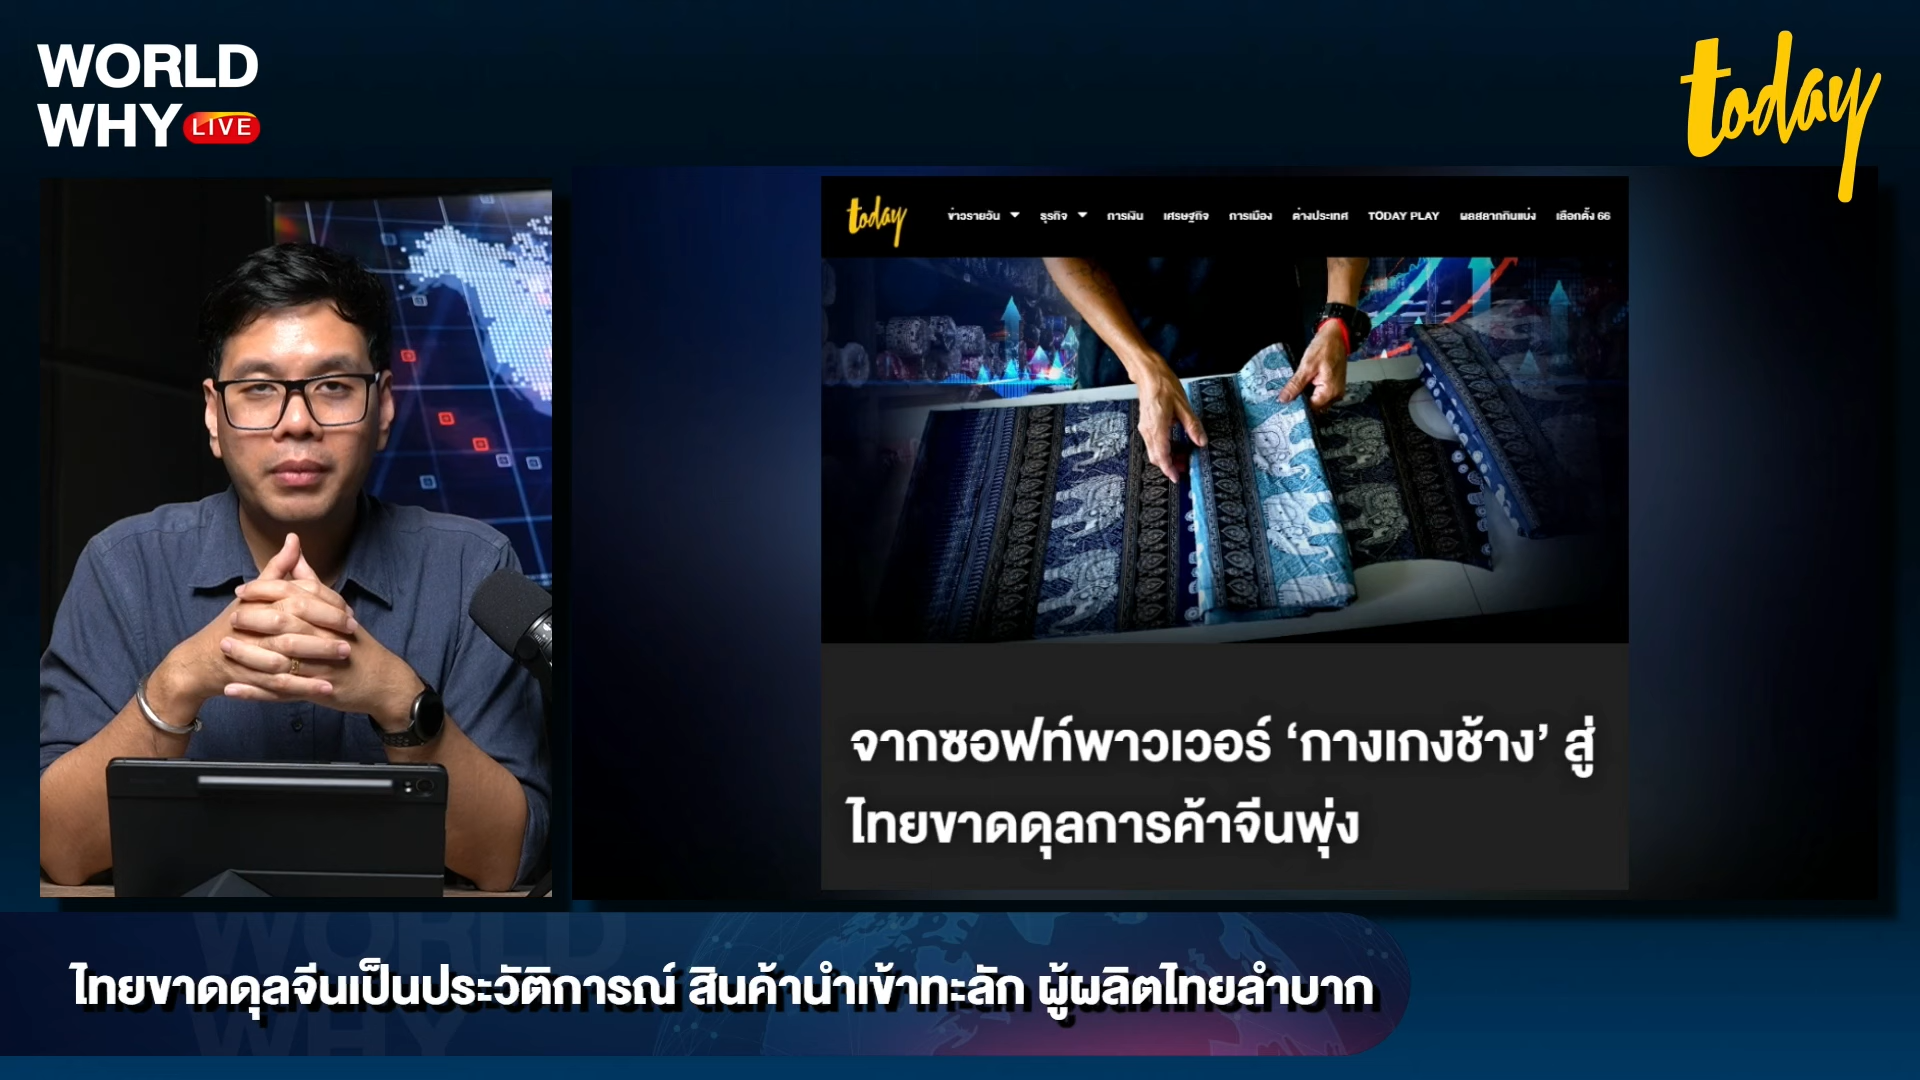 WORLD
WHY LIVE
today
today
ข่าวรายวัน ธุรกิจ การเงิน เศรษฐกิจ การเมือง ต่างประเทศ TODAY PLAY ผลสลากกินแบ่ง เลือกตั้ง 66
จากซอฟท์พาวเวอร์ ‘กางเกงช้าง’ สู่
ไทยขาดดุลการค้าจีนพุ่ง
WORLD
WHY
ไทยขาดดุลจีนเป็นประวัติการณ์ สินค้านำเข้าทะลัก ผู้ผลิตไทยลำบาก